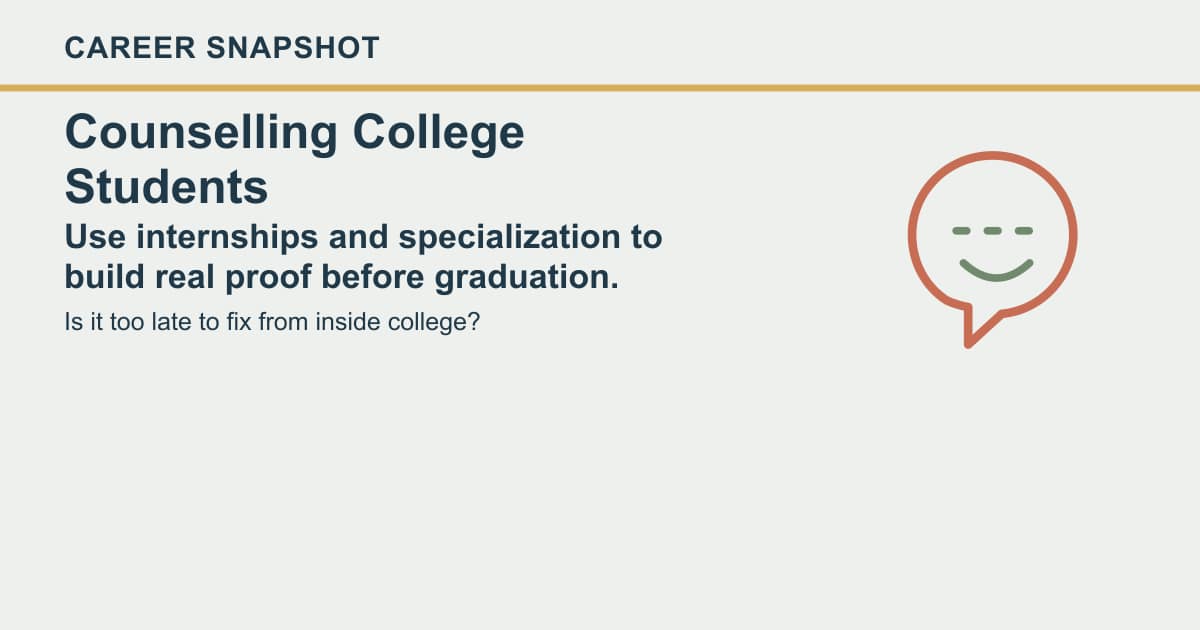 CAREER SNAPSHOT
Counselling College
Students
Use internships and specialization to
build real proof before graduation.
Is it too late to fix from inside college?